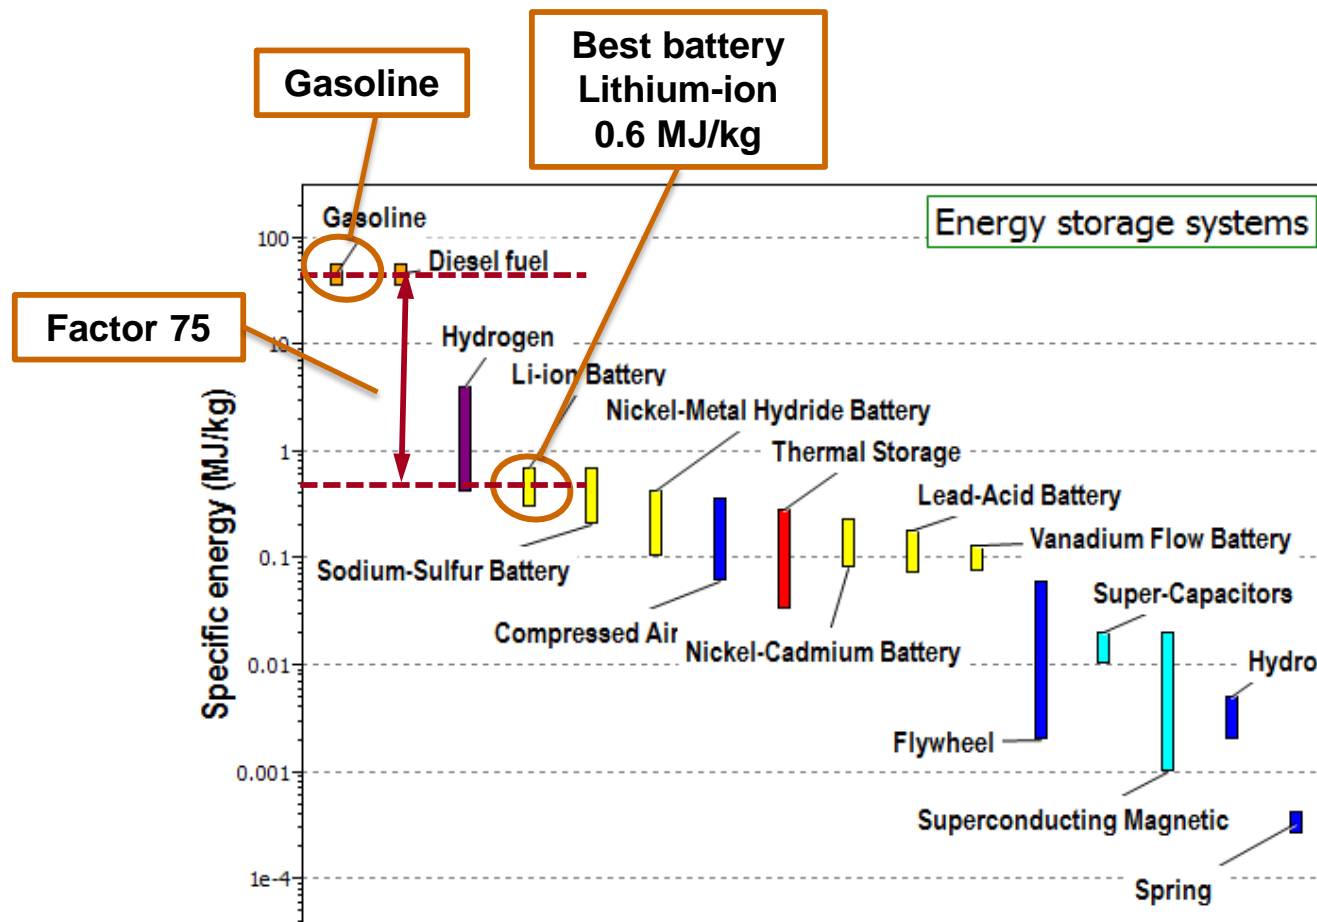 Best battery
Lithium-ion
0.6 MJ/kg
Gasoline
Energy storage systems
Gasoline
100
Diesel fuel
Factor 75
10
Hydrogen
Li-ion Battery
Nickel-Metal Hydride Battery
1
Thermal Storage
Lead-Acid Battery
Vanadium Flow Battery
0.1
Sodium-Sulfur Battery
Super-Capacitors
Compressed Air
Nickel-Cadmium Battery
0.01
Hydro
Specific energy (MJ/kg)
Flywheel
0.001
Superconducting Magnetic
1e-4
Spring